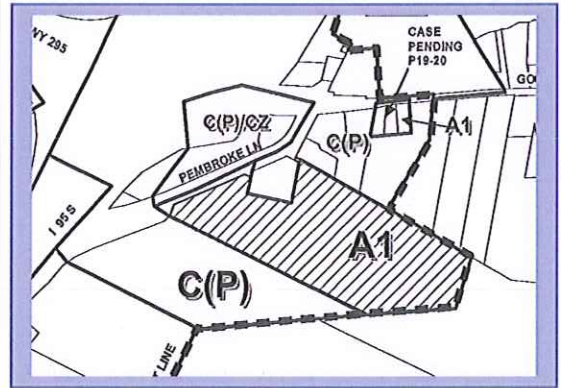 WY 295
CASE
PENDING
P19-20
GO
C(P)/CZ
A1
C(P)
PEMBROKE LN
I 95 S
A1
C(P)
T LINE